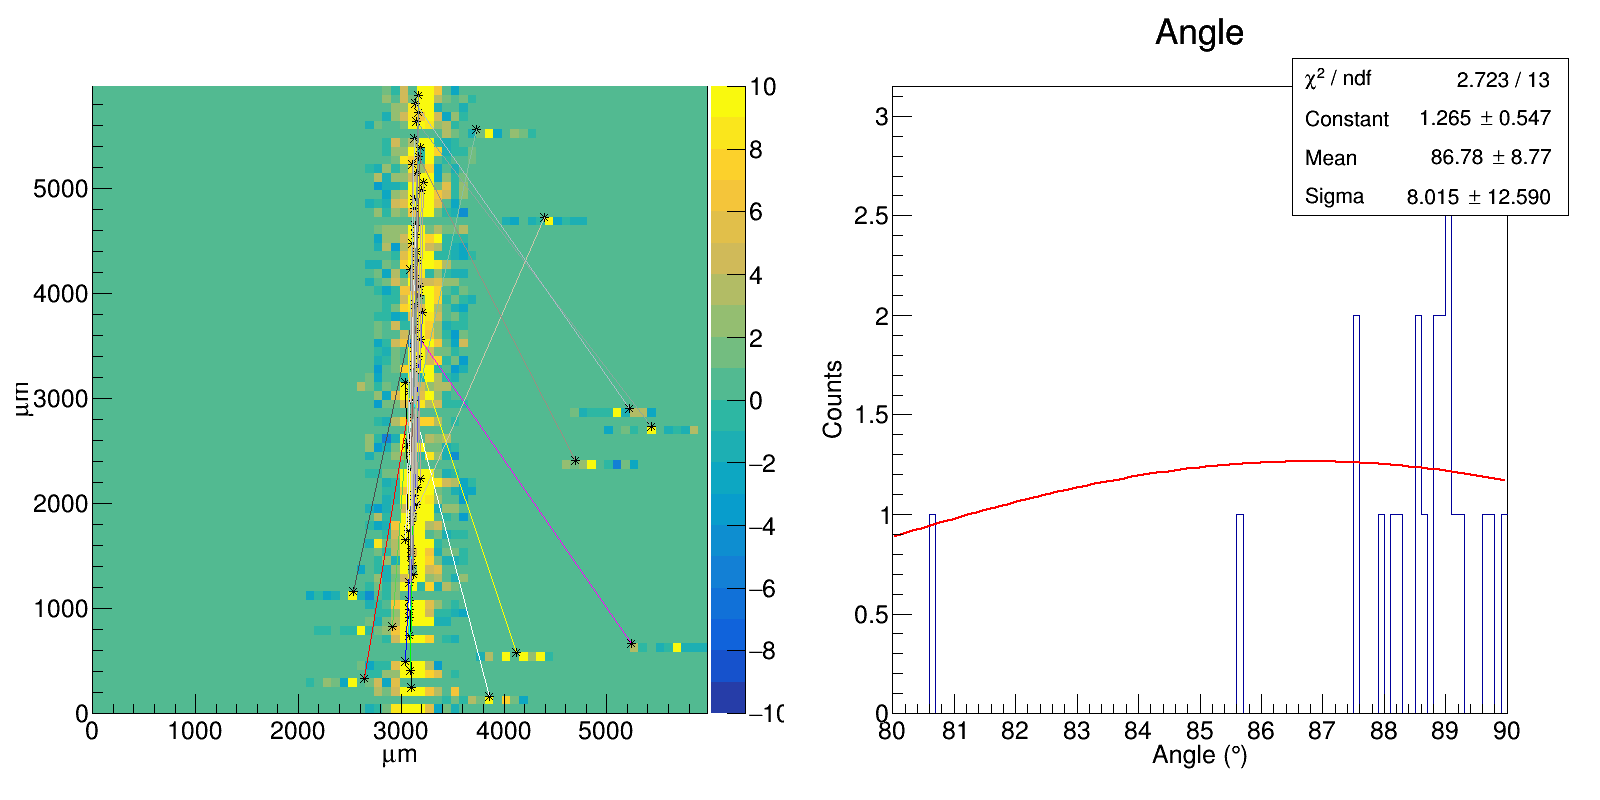 Angle
χ² / ndf 2.723 / 13
Constant 1.265 ± 0.547
Mean 86.78 ± 8.77
Sigma 8.015 ± 12.590
5000
4000
3000
2000
1000
0
μm
0 1000 2000 3000 4000 5000
μm
10
8
6
4
2
0
−2
−4
−6
−8
−10
3
2.5
2
1.5
1
0.5
0
Counts
80 81 82 83 84 85 86 87 88 89 90
Angle (°)